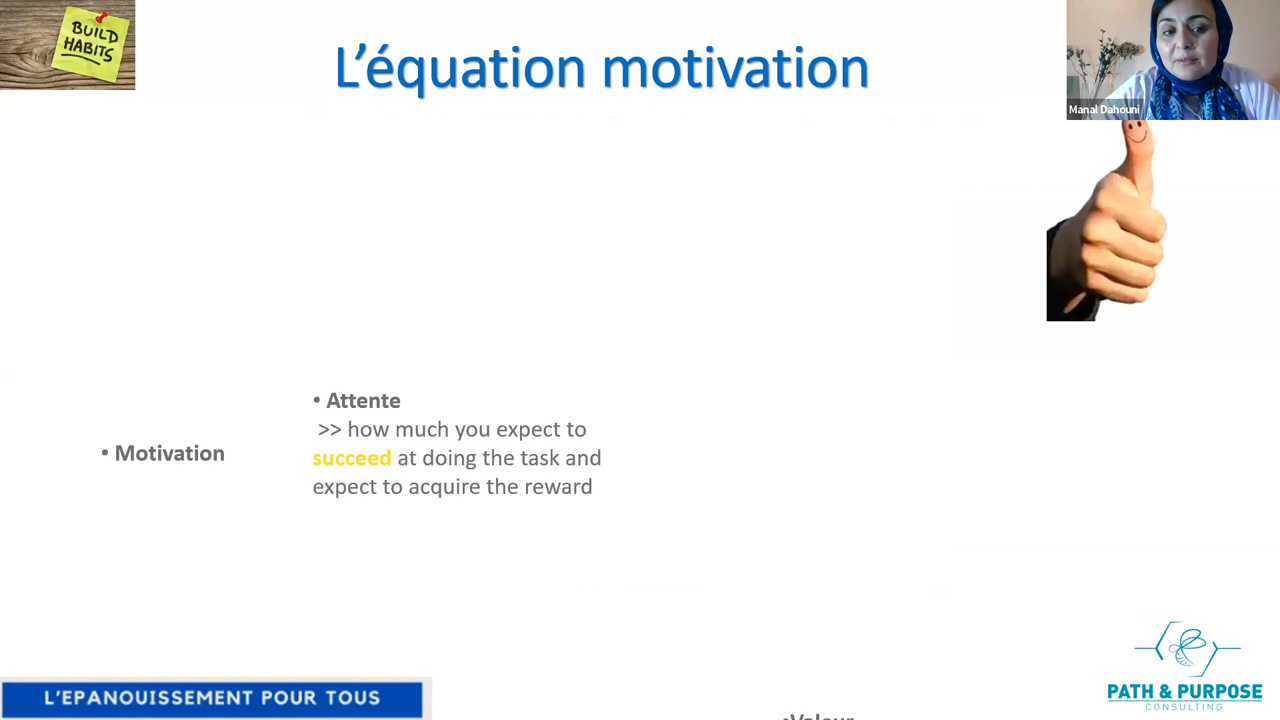 BUILD
HABITS
L'équation motivation
Manal Dahouni
• Attente
>> how much you expect to
succeed at doing the task and
expect to acquire the reward
• Motivation
L'EPANOUISSEMENT POUR TOUS
PATH & PURPOSE
CONSULTING
•Valeur